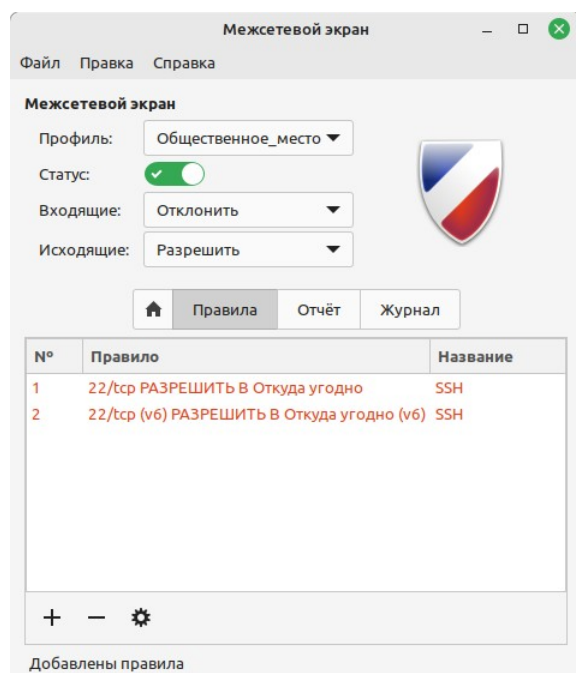 Межсетевой экран
Файл Правка Справка
Межсетевой экран
Профиль: Общественное_место
Статус:
Входящие: Отклонить
Исходящие: Разрешить
Правила Отчёт Журнал
Nº Правило Название
1 22/tcp РАЗРЕШИТЬ В Откуда угодно SSH
2 22/tcp (v6) РАЗРЕШИТЬ В Откуда угодно (v6) SSH
Добавлены правила